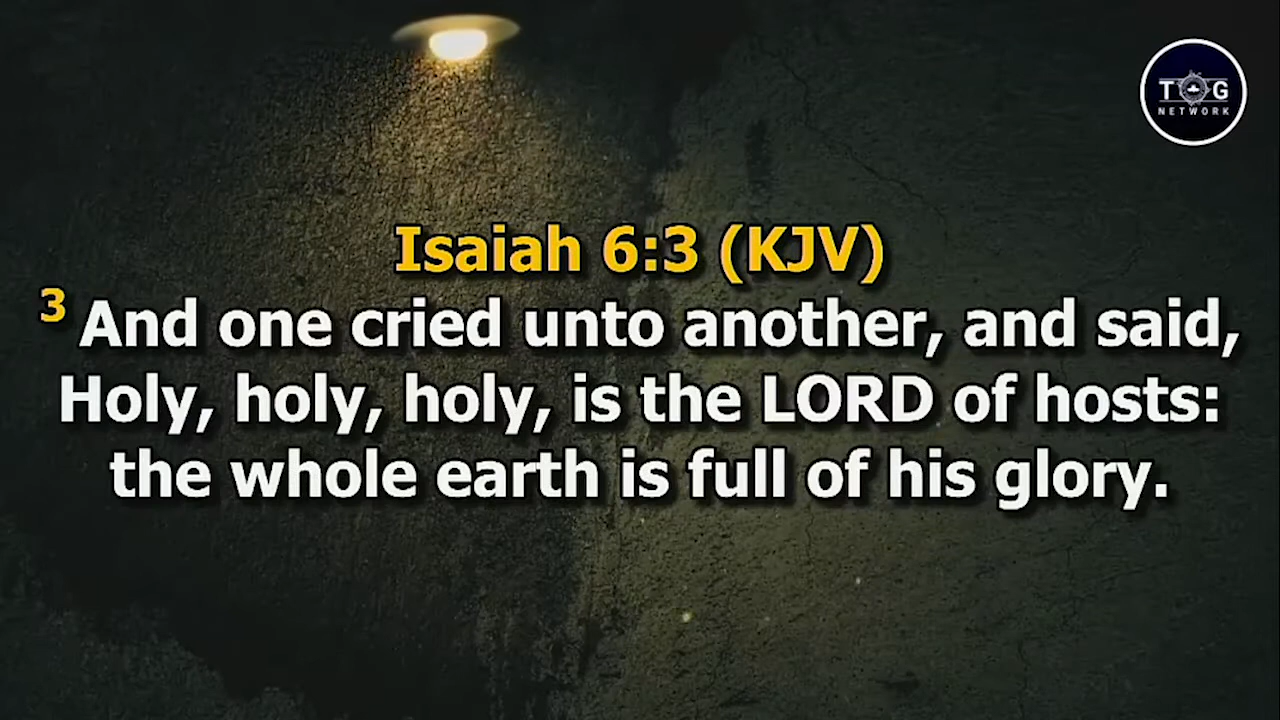 T G
NETWORK
Isaiah 6:3 (KJV)
3 And one cried unto another, and said,
Holy, holy, holy, is the LORD of hosts:
the whole earth is full of his glory.